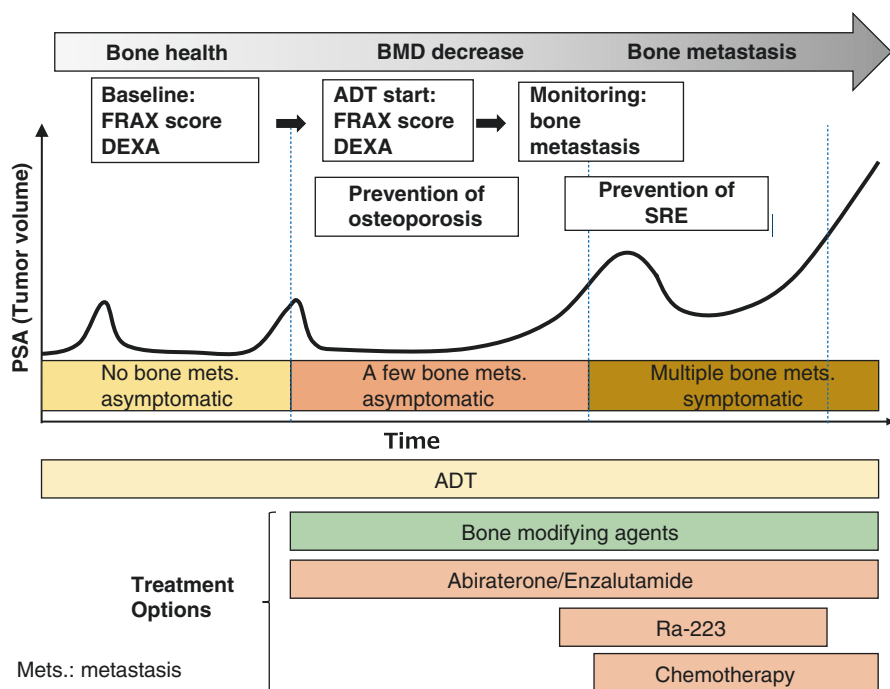 Bone health BMD decrease Bone metastasis
Baseline:
FRAX score
DEXA
ADT start:
FRAX score
DEXA
Monitoring:
bone
metastasis
Prevention of
osteoporosis
Prevention of
SRE
PSA (Tumor volume)
No bone mets.
asymptomatic
A few bone mets.
asymptomatic
Multiple bone mets.
symptomatic
Time
ADT
Treatment
Options
Bone modifying agents
Abiraterone/Enzalutamide
Ra-223
Chemotherapy
Mets.: metastasis